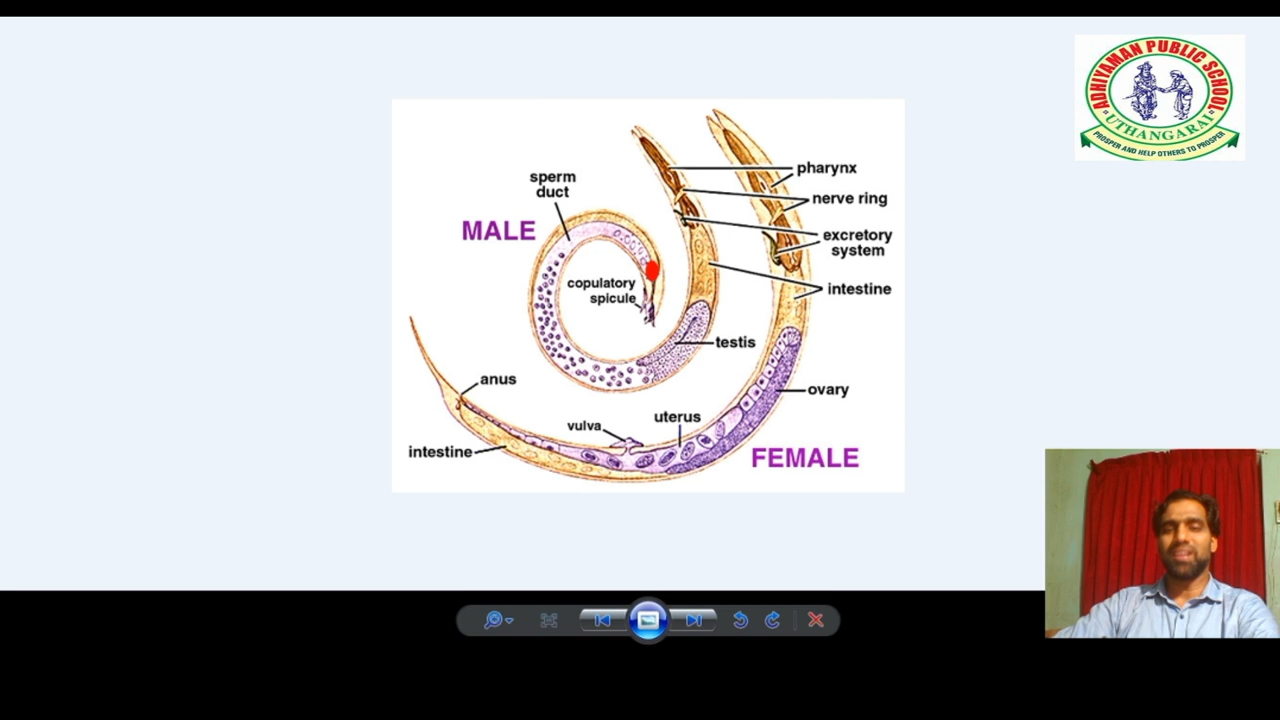 ADHIYAMAN PUBLIC SCHOOL
UTHANGARAI
PROSPER AND HELP OTHERS TO PROSPER
pharynx
sperm
duct
nerve ring
MALE
excretory
system
copulatory
spicule
intestine
testis
anus
ovary
vulva
uterus
intestine
FEMALE